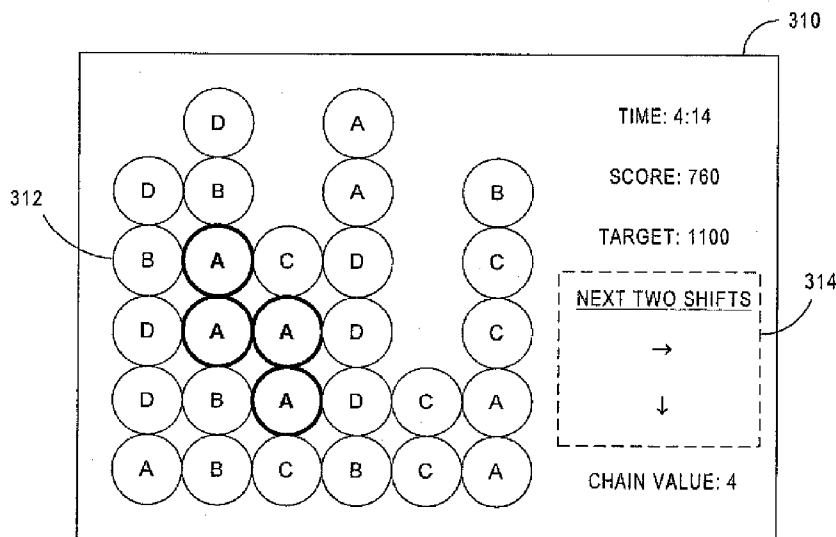 310
D A
TIME: 4:14
D B A B
SCORE: 760
312
B A C D C
TARGET: 1100
314
NEXT TWO SHIFTS
D A A D C
→
D B A D C A
↓
A B C B C A
CHAIN VALUE: 4